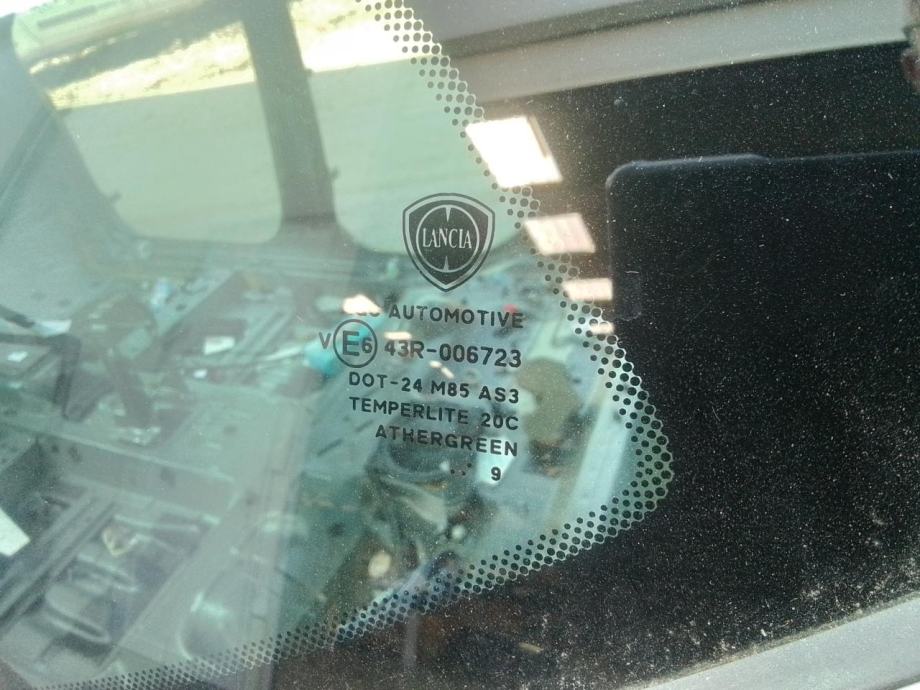 LANCIA
AUTOMOTIVE
V E6 43R-006723
DOT-24 M85 AS3
TEMPERLITE 20C
ATHERGREEN
.. 9